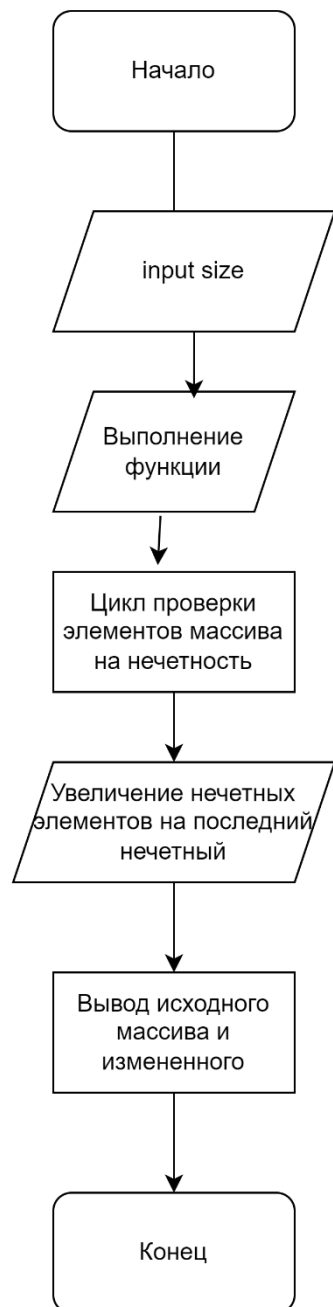 Начало
input size
Выполнение
функции
Цикл проверки
элементов массива
на нечетность
Увеличение нечетных
элементов на последний
нечетный
Вывод исходного
массива и
измененного
Конец